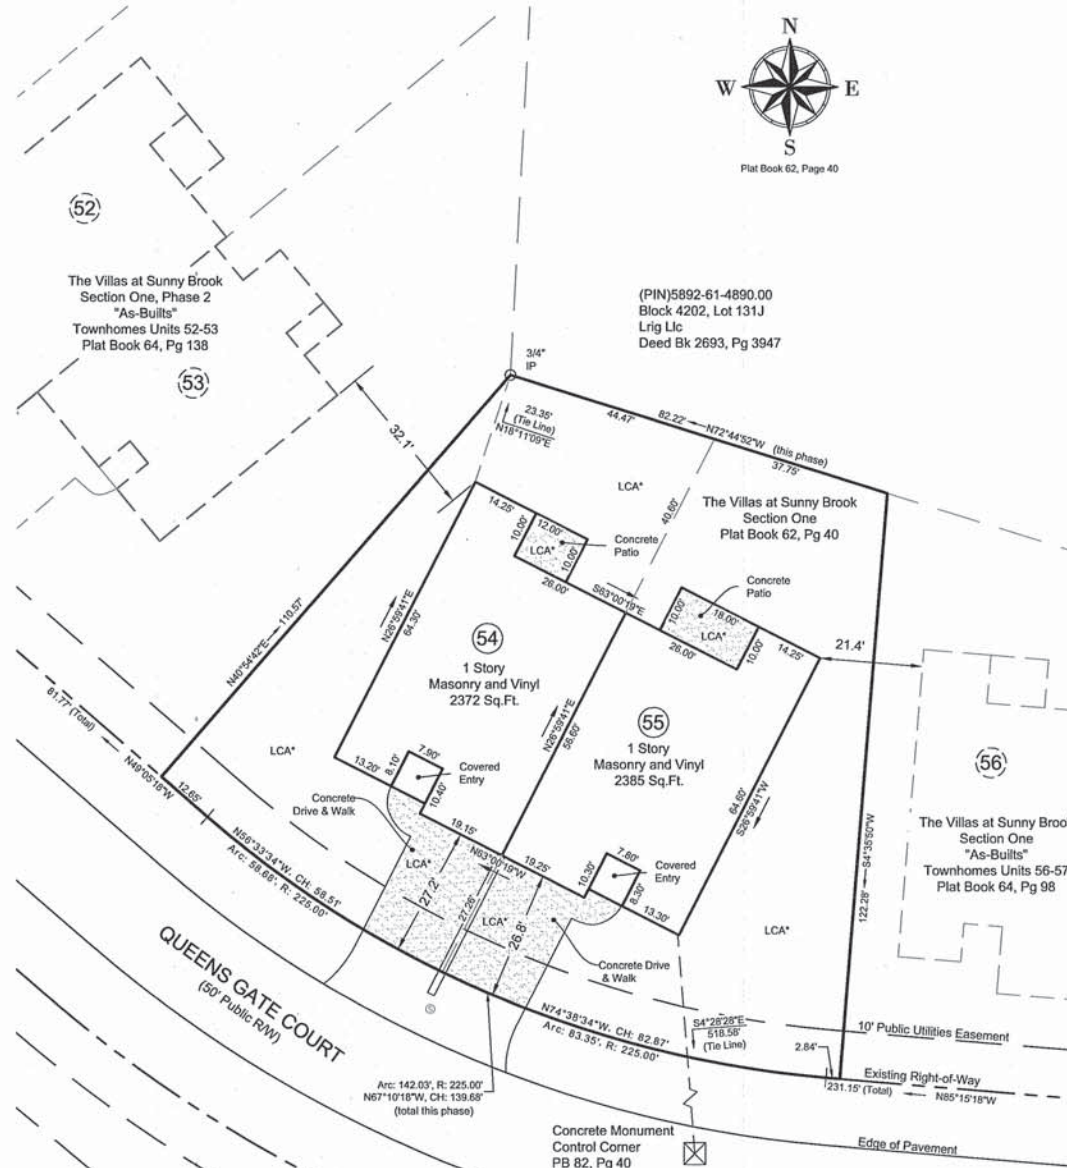 N
W
E
S
Plat Book 62, Page 40
52
The Villas at Sunny Brook
Section One, Phase 2
"As-Builts"
Townhomes Units 52-53
Plat Book 64, Pg 138
53
(PIN)5892-61-4890.00
Block 4202, Lot 131J
Lrig Llc
Deed Bk 2693, Pg 3947
3/4"
IP
32.1'
23.35'
(Tie Line)
N18°11'09"E
44.47'
82.22'
N72°44'52"W
(this phase)
37.75'
LCA*
40.60'
The Villas at Sunny Brook
Section One
Plat Book 62, Pg 40
14.25'
10.00'
12.00'
LCA*
10.00'
Concrete
Patio
26.00'
S63°00'19"E
Concrete
Patio
10.00'
18.00'
LCA*
10.00'
26.00'
14.25'
21.4'
N40°54'42"E
110.57'
N26°59'41"E
64.30'
54
1 Story
Masonry and Vinyl
2372 Sq.Ft.
N26°59'41"E
56.60'
55
1 Story
Masonry and Vinyl
2385 Sq.Ft.
64.60'
S26°59'41"W
56
The Villas at Sunny Broo
Section One
"As-Builts"
Townhomes Units 56-57
Plat Book 64, Pg 98
S4°35'50"W
122.28'
81.77' (Total)
N49°05'18"W
12.65'
LCA*
13.20'
8.10'
7.90'
10.40'
Covered
Entry
Concrete
Drive & Walk
19.15'
N63°00'19"W
19.25'
10.30'
7.80'
8.30'
Covered
Entry
13.30'
LCA*
27.2'
27.26'
LCA*
26.8'
LCA*
Concrete Drive
& Walk
N56°33'34"W, CH: 58.51'
Arc: 58.68', R: 225.00'
QUEENS GATE COURT
(50' Public R/W)
N74°38'34"W, CH: 82.87'
Arc: 83.35', R: 225.00'
S4°28'28"E
518.58'
(Tie Line)
10' Public Utilities Easement
2.84'
Existing Right-of-Way
231.15' (Total)
N85°15'18"W
Arc: 142.03', R: 225.00'
N67°10'18"W, CH: 139.68'
(total this phase)
Edge of Pavement
Concrete Monument
Control Corner
PB 82, Pg 40